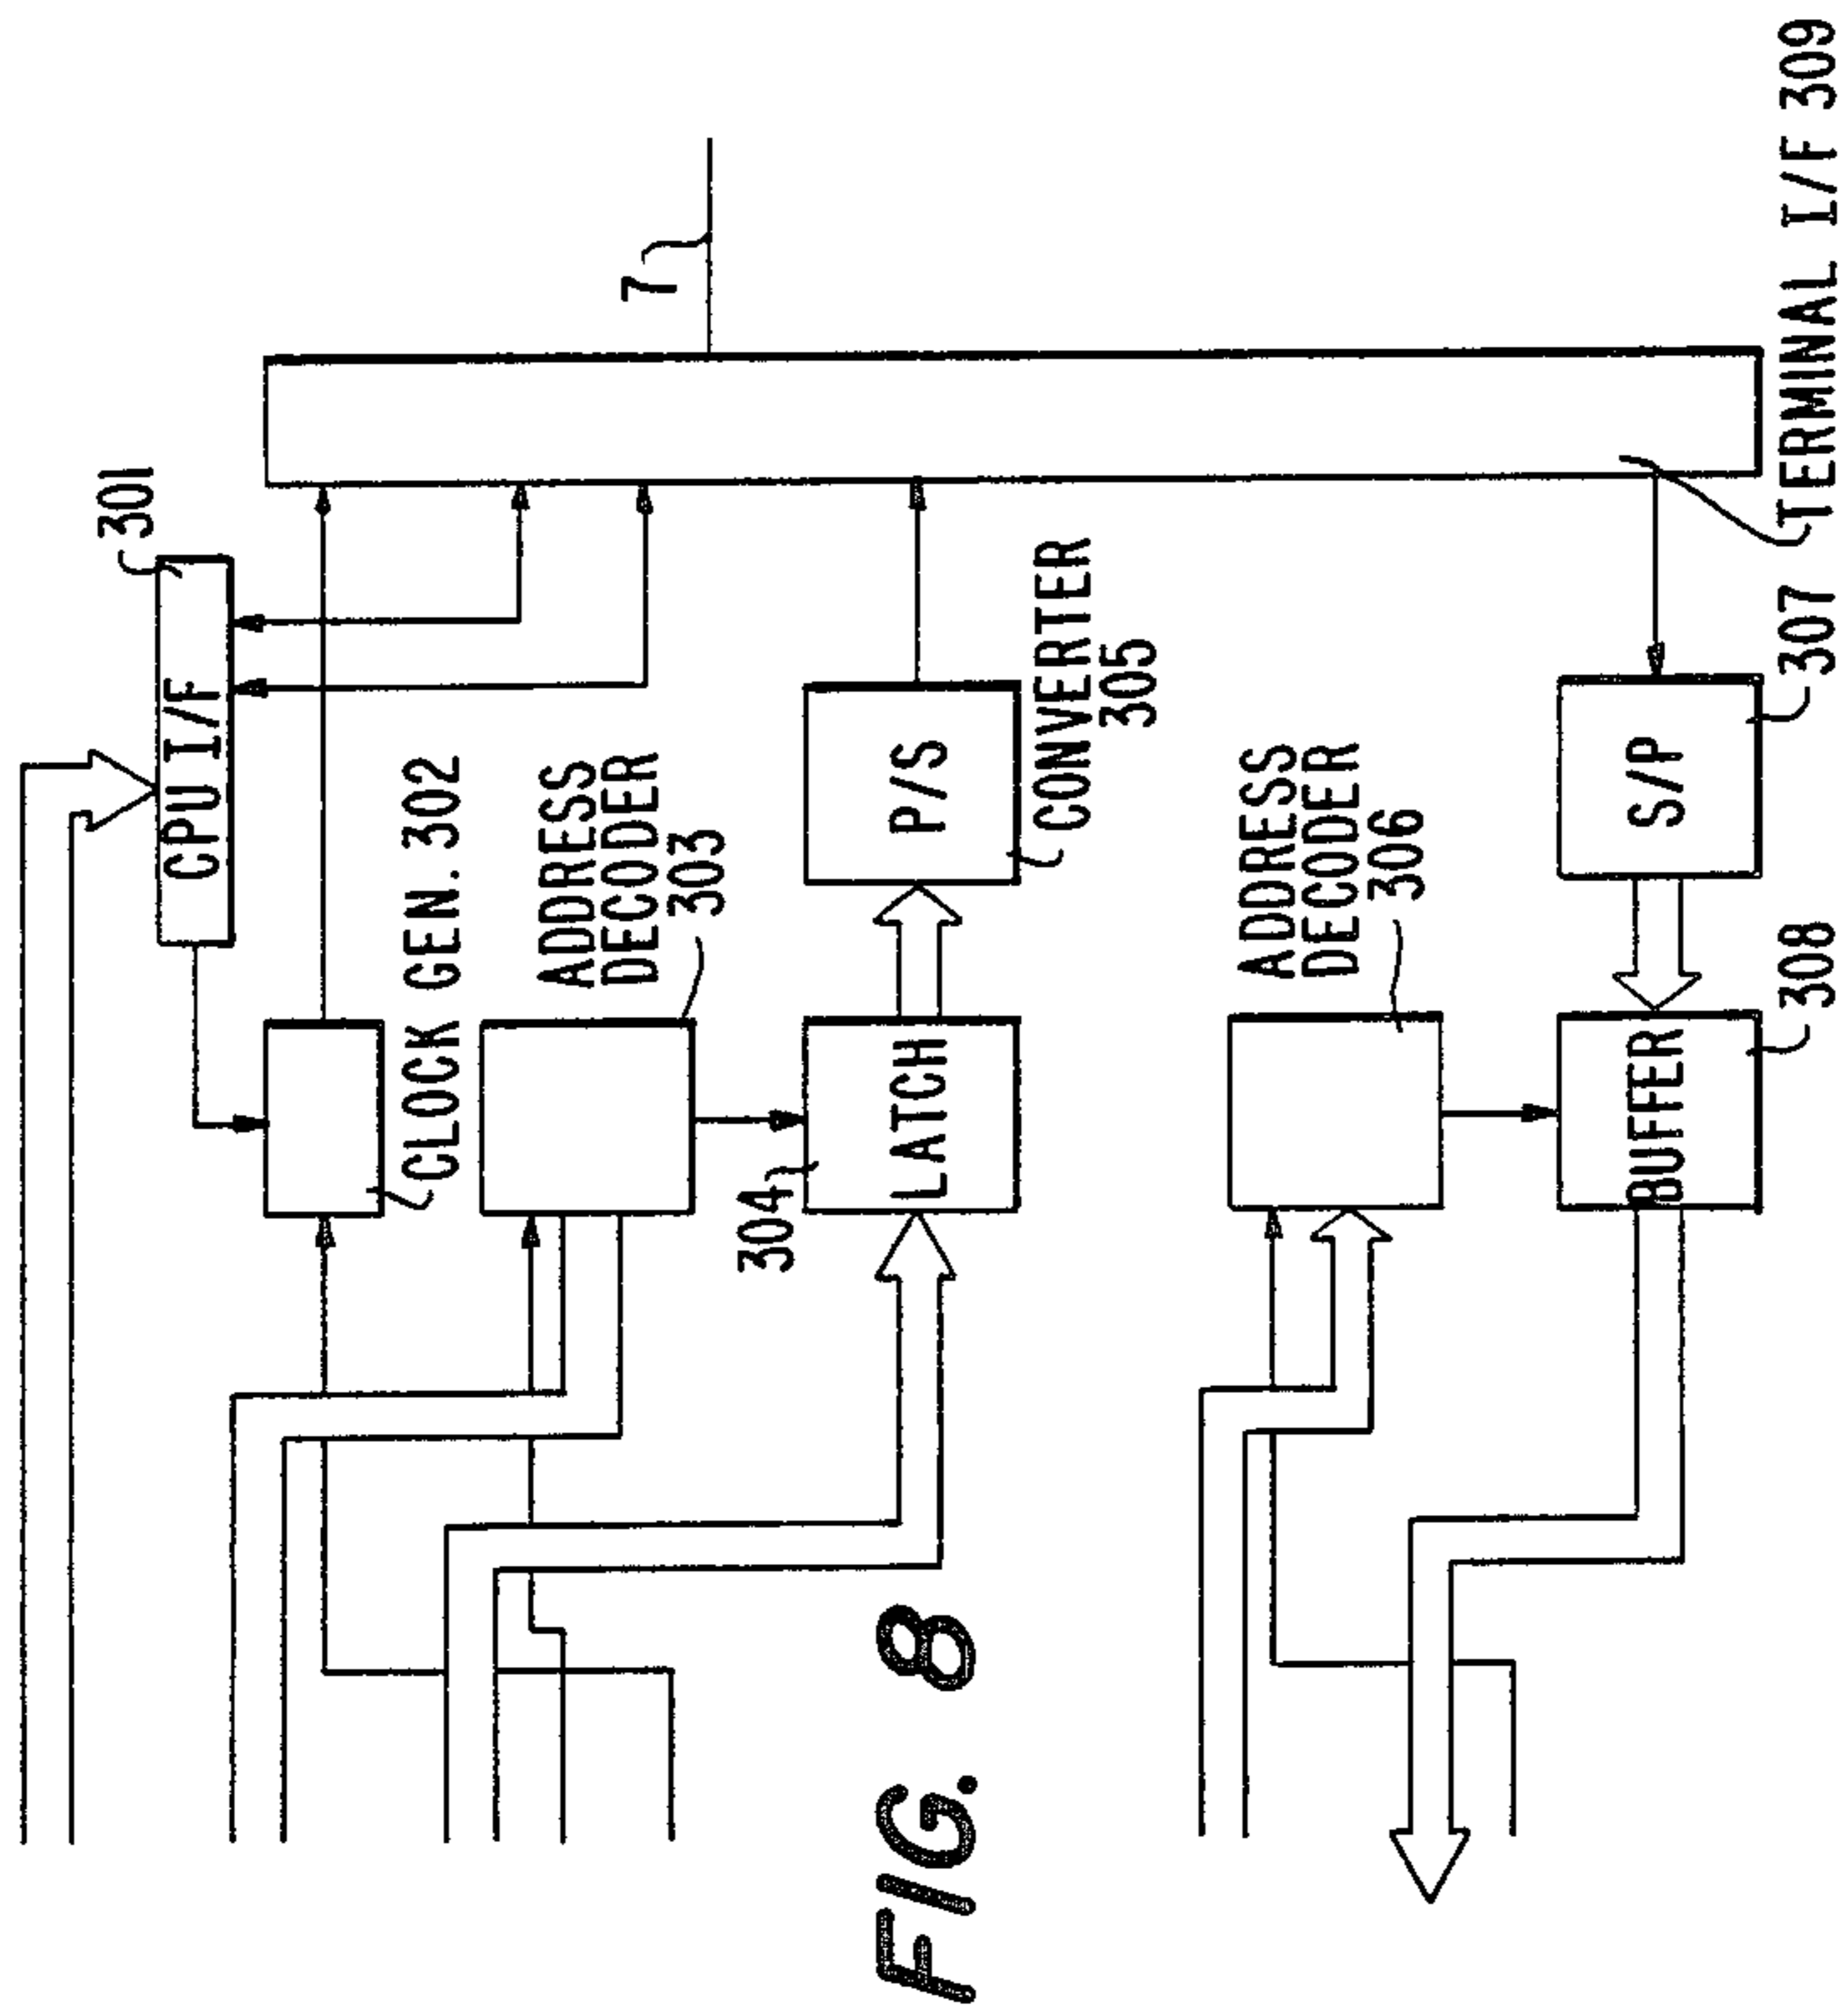 301
CPU I/F
CLOCK GEN. 302
ADDRESS
DECODER
303
304
LATCH
P/S
CONVERTER
305
7
ADDRESS
DECODER
306
BUFFER
308
S/P
307
TERMINAL I/F 309
FIG. 8